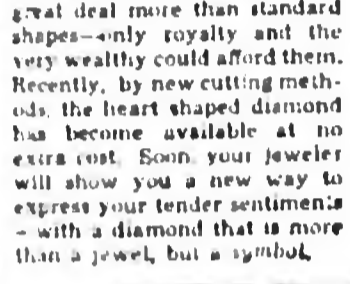 great deal more than standard
shapes—only royalty and the
very wealthy could afford them.
Recently, by new cutting meth-
ods, the heart shaped diamond
has become available at no
extra cost. Soon your jeweler
will show you a new way to
express your tender sentiments
- with a diamond that is more
than a jewel, but a symbol.